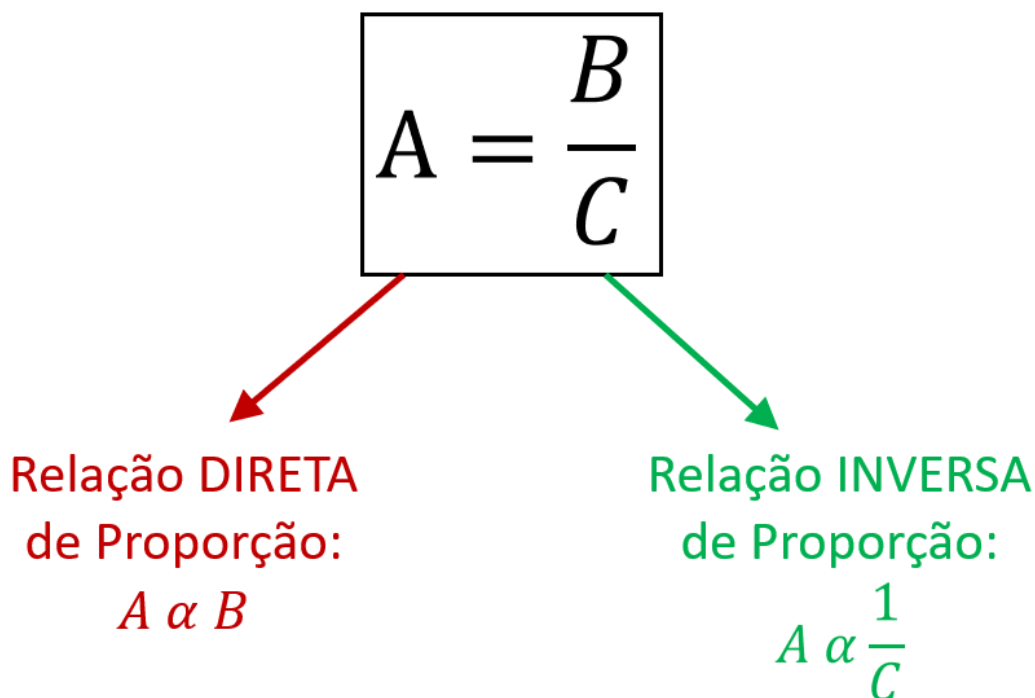 A = B/C
Relação DIRETA
de Proporção:
A α B
Relação INVERSA
de Proporção:
A α 1/C